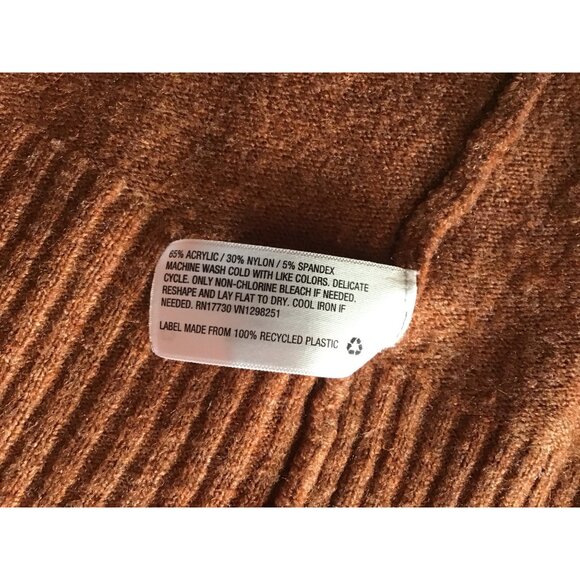 65% ACRYLIC / 30% NYLON / 5% SPANDEX
MACHINE WASH COLD WITH LIKE COLORS. DELICATE
CYCLE. ONLY NON-CHLORINE BLEACH IF NEEDED.
RESHAPE AND LAY FLAT TO DRY. COOL IRON IF
NEEDED. RN17730 VN1298251
LABEL MADE FROM 100% RECYCLED PLASTIC